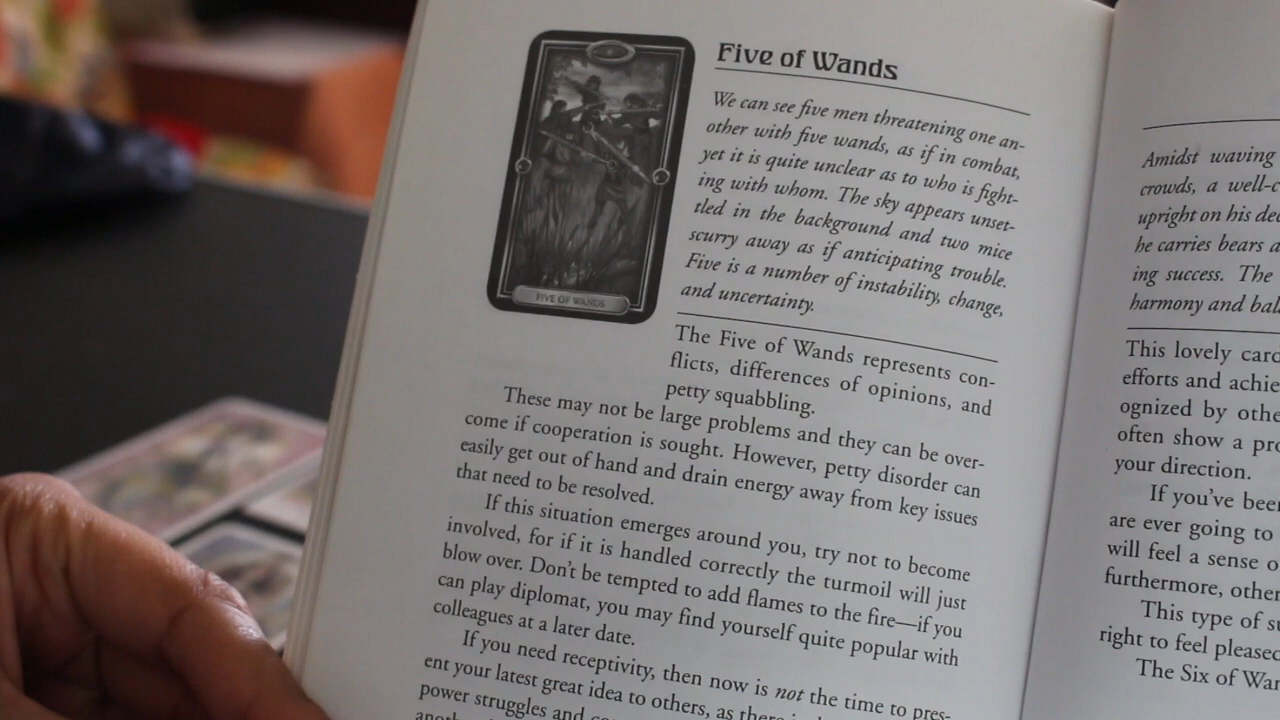 Five of Wands
We can see five men threatening one an-
other with five wands, as if in combat,
yet it is quite unclear as to who is fight-
ing with whom. The sky appears unset-
tled in the background and two mice
scurry away as if anticipating trouble.
Five is a number of instability, change,
and uncertainty.
FIVE OF WANDS
The Five of Wands represents con-
flicts, differences of opinions, and
petty squabbling.
These may not be large problems and they can be over-
come if cooperation is sought. However, petty disorder can
easily get out of hand and drain energy away from key issues
that need to be resolved.
If this situation emerges around you, try not to become
involved, for if it is handled correctly the turmoil will just
blow over. Don't be tempted to add flames to the fire—if you
can play diplomat, you may find yourself quite popular with
colleagues at a later date.
If you need receptivity, then now is not the time to pres-
ent your latest great idea to others, as there
power struggles and
Amidst waving
crowds, a
upright on his
he carries bears
ing success. The
harmony and
This lovely
efforts and
ognized by
often show a
your direction.
If you've been
are ever going to
will feel a sense
furthermore,
This type of
right to feel pleased
The Six of